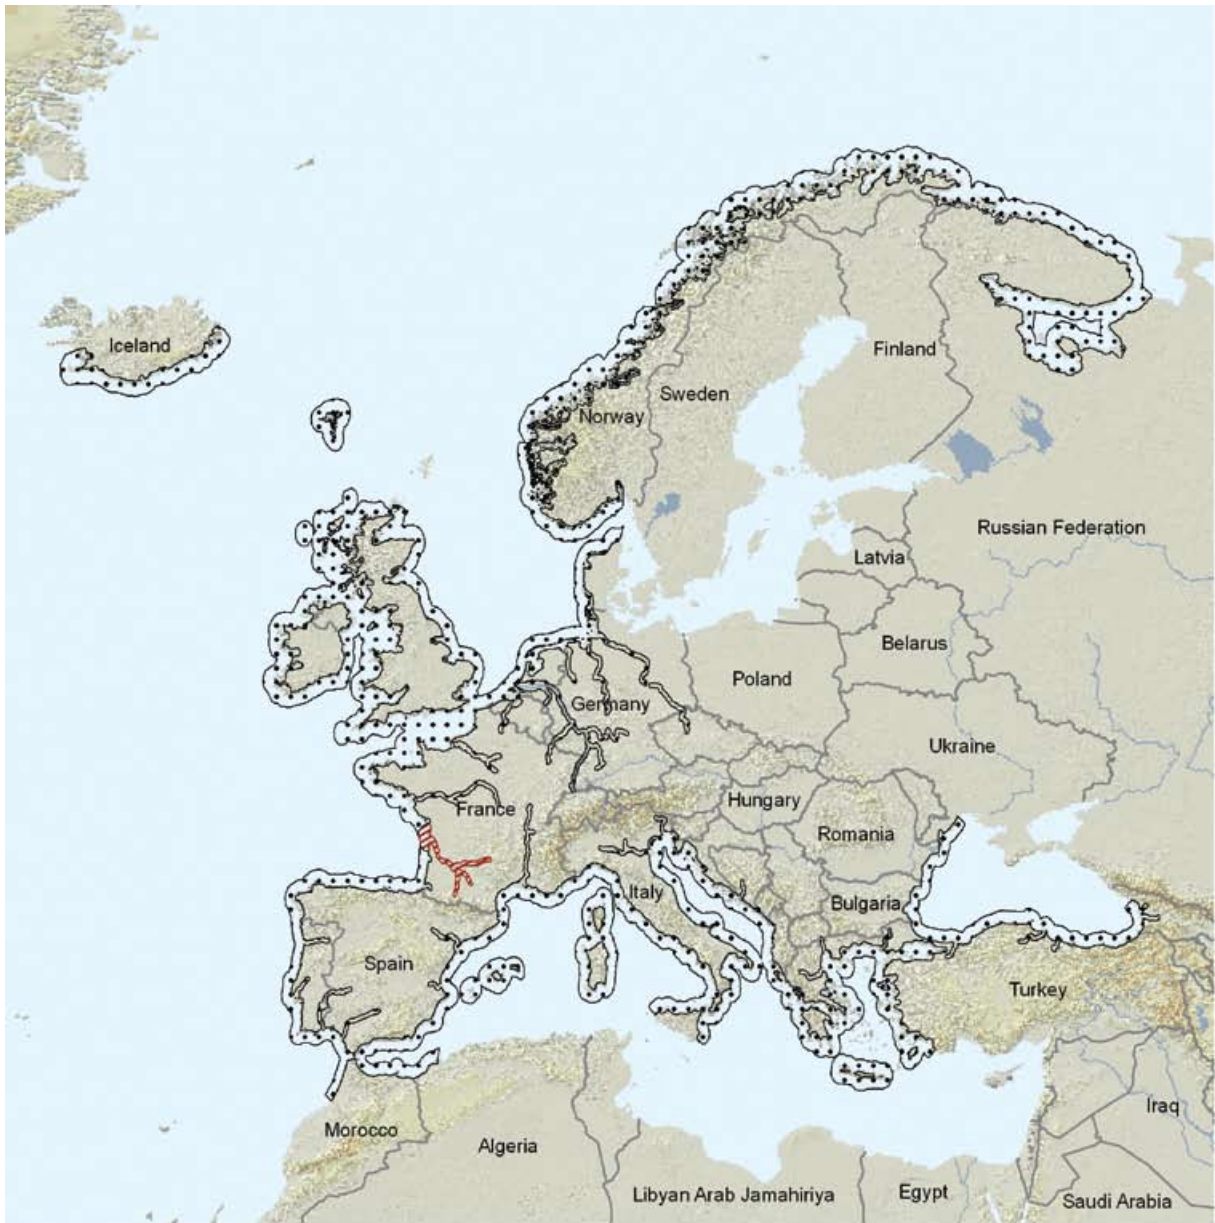 Iceland
Finland
Sweden
Norway
Russian Federation
Latvia
Belarus
Poland
Germany
Ukraine
France
Hungary
Romania
Italy
Bulgaria
Spain
Turkey
Iraq
Morocco
Algeria
Libyan Arab Jamahiriya
Egypt
Saudi Arabia